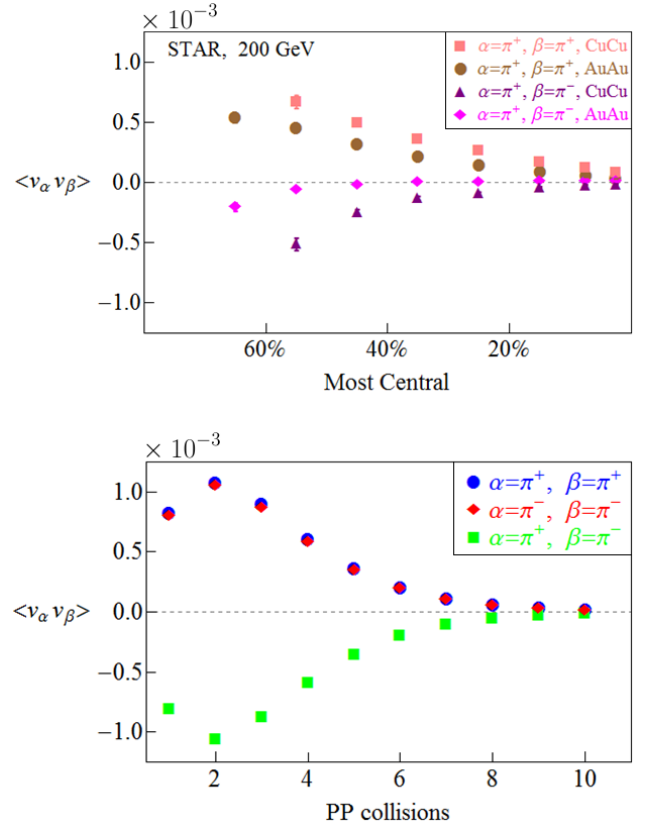 × 10⁻³
STAR, 200 GeV
α=π⁺, β=π⁺, CuCu
α=π⁺, β=π⁺, AuAu
α=π⁺, β=π⁻, CuCu
α=π⁺, β=π⁻, AuAu
1.0
0.5
0.0
−0.5
−1.0
<v_α v_β>
60% 40% 20%
Most Central
× 10⁻³
α=π⁺, β=π⁺
α=π⁻, β=π⁻
α=π⁺, β=π⁻
1.0
0.5
0.0
−0.5
−1.0
<v_α v_β>
2 4 6 8 10
PP collisions